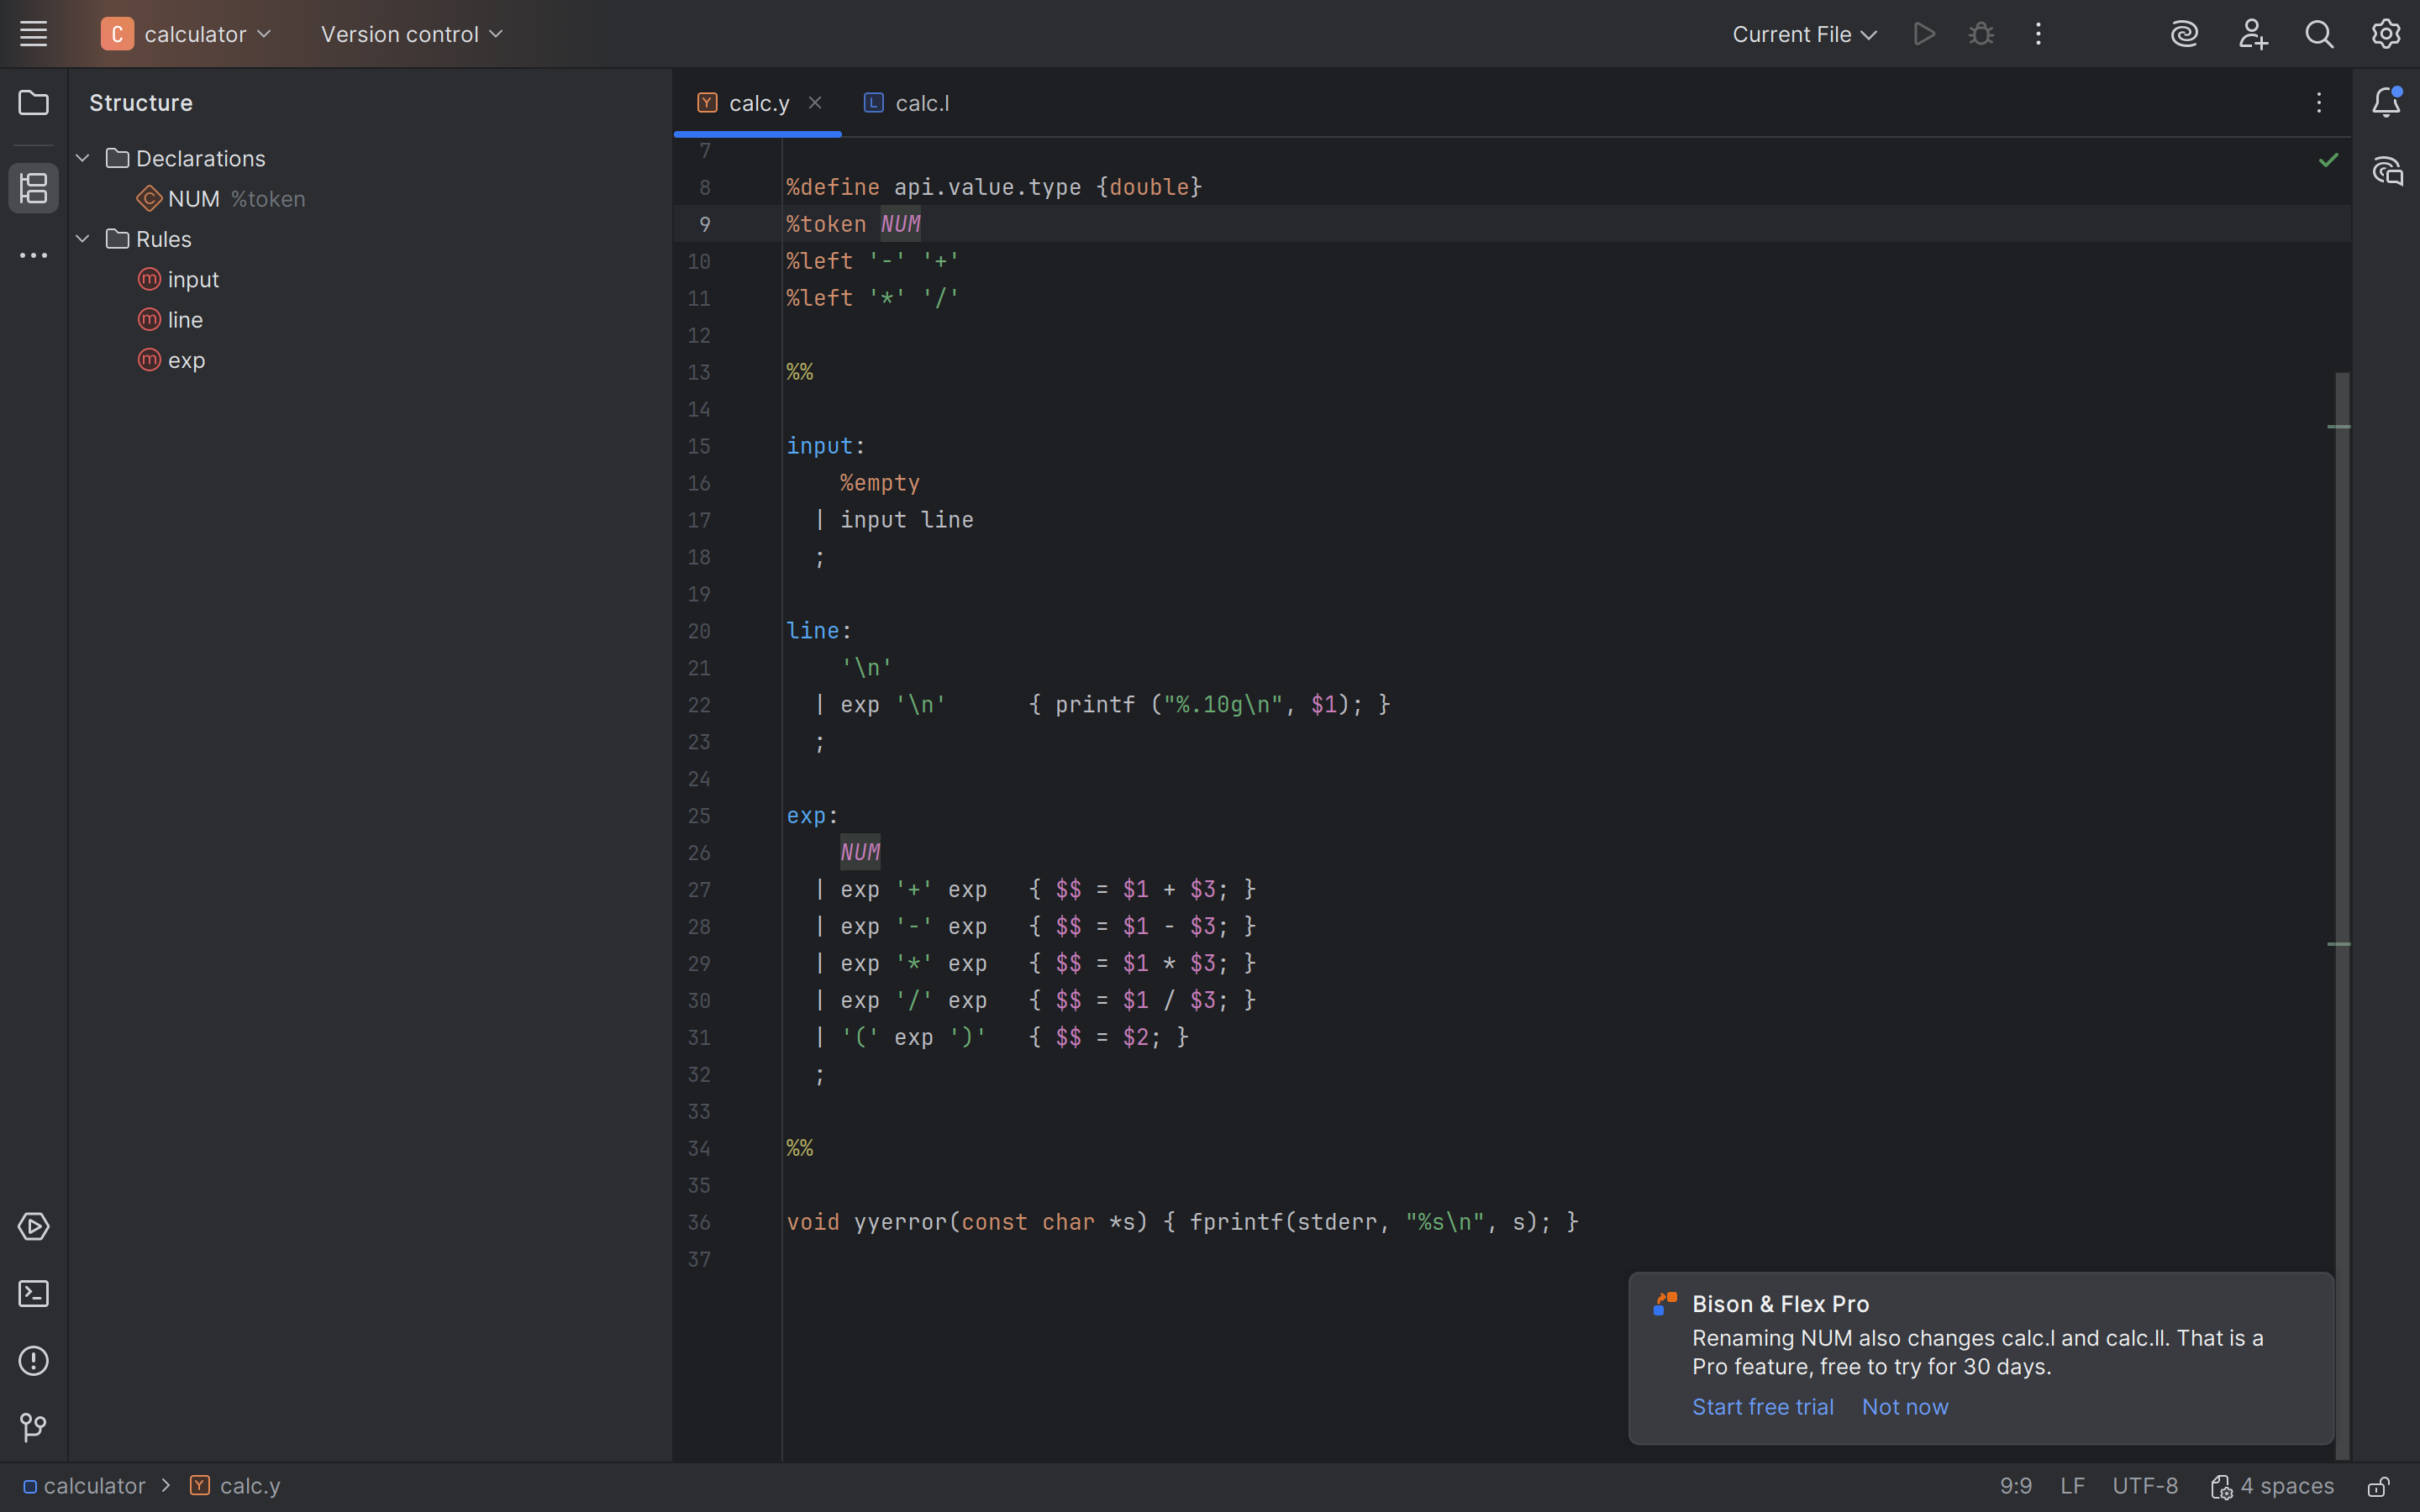 C calculator Version control Current File
Structure
Declarations
NUM %token
Rules
input
line
exp
calc.y calc.l
7
8 %define api.value.type {double}
9 %token NUM
10 %left '-' '+'
11 %left '*' '/'
12
13 %%
14
15 input:
16 %empty
17 | input line
18 ;
19
20 line:
21 '\n'
22 | exp '\n' { printf ("%.10g\n", $1); }
23 ;
24
25 exp:
26 NUM
27 | exp '+' exp { $$ = $1 + $3; }
28 | exp '-' exp { $$ = $1 - $3; }
29 | exp '*' exp { $$ = $1 * $3; }
30 | exp '/' exp { $$ = $1 / $3; }
31 | '(' exp ')' { $$ = $2; }
32 ;
33
34 %%
35
36 void yyerror(const char *s) { fprintf(stderr, "%s\n", s); }
37
Bison & Flex Pro
Renaming NUM also changes calc.l and calc.ll. That is a
Pro feature, free to try for 30 days.
Start free trial Not now
calculator > calc.y 9:9 LF UTF-8 4 spaces